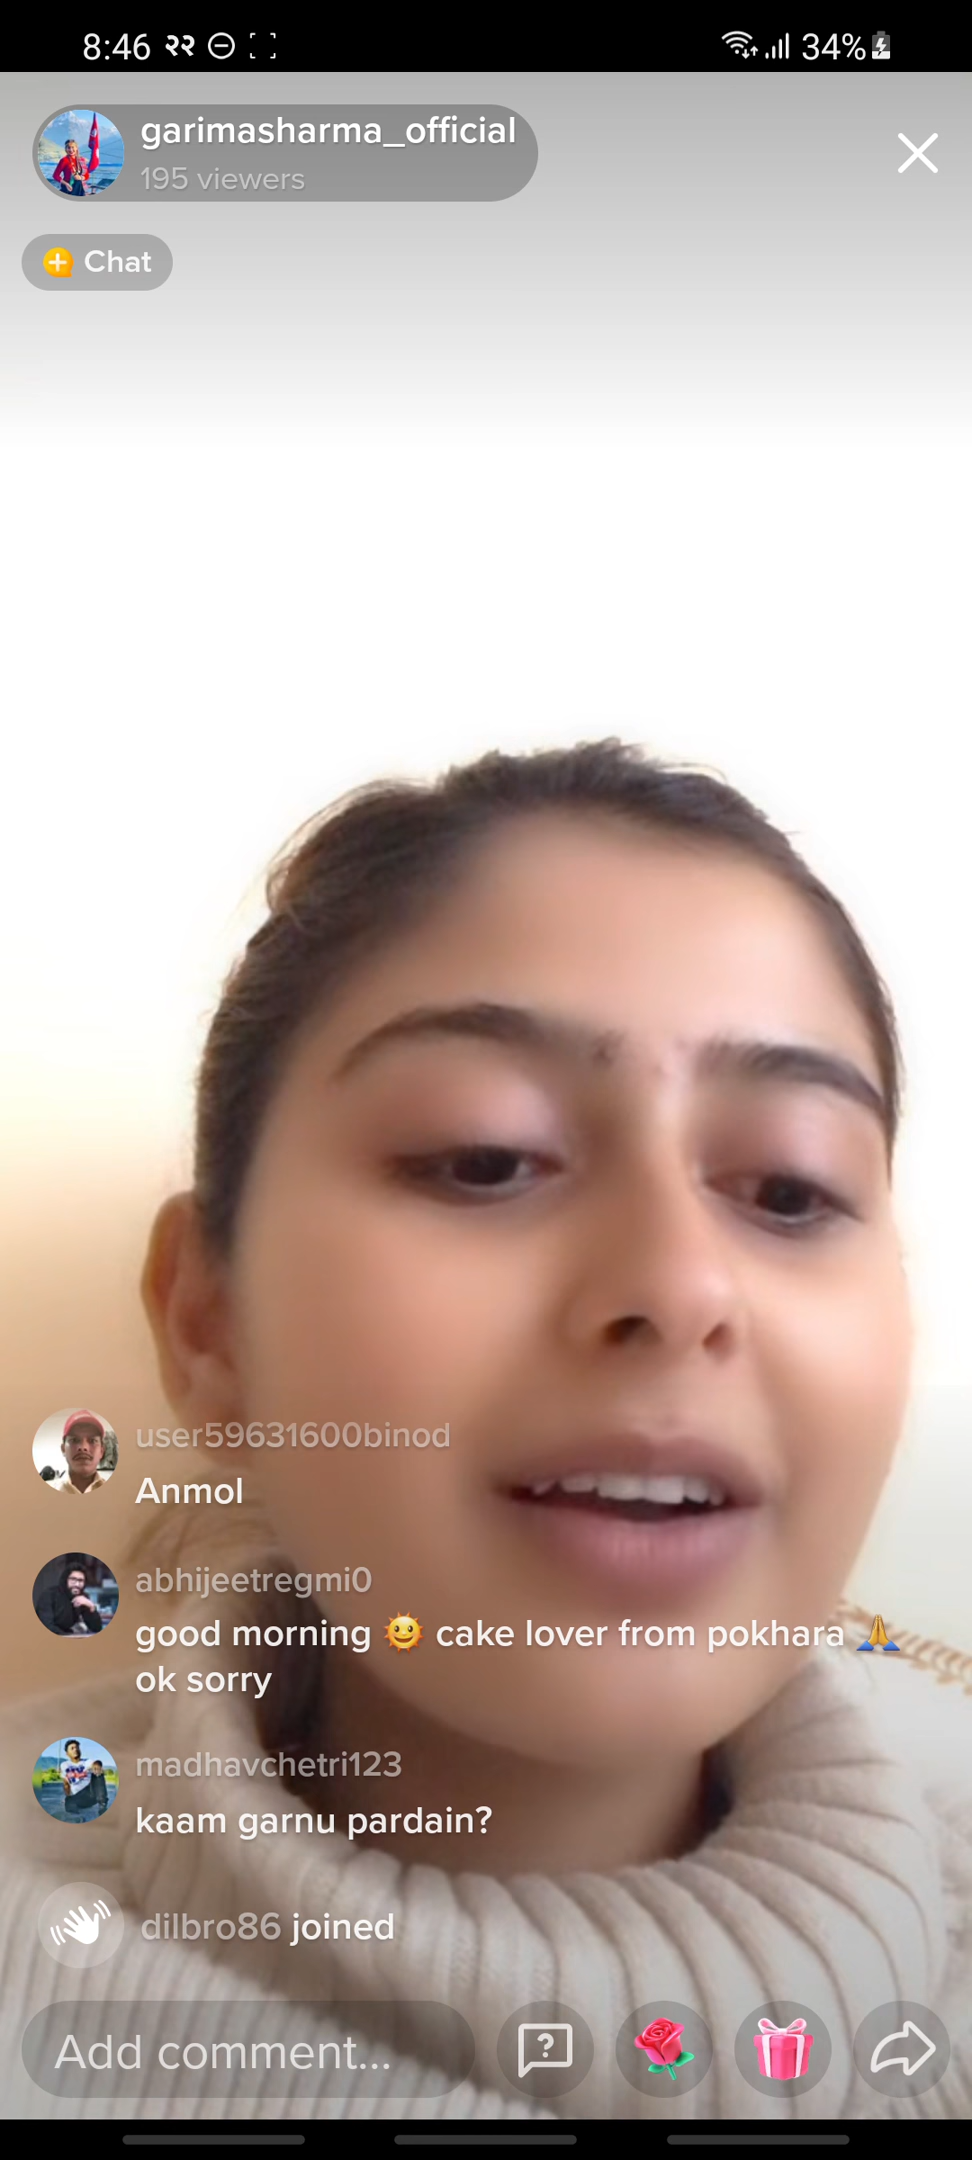 8:46 २२ 34%
garimasharma_official
195 viewers
Chat
user59631600binod
Anmol
abhijeetregmi0
good morning 🌞 cake lover from pokhara 🙏
ok sorry
madhavchetri123
kaam garnu pardain?
dilbro86 joined
Add comment...